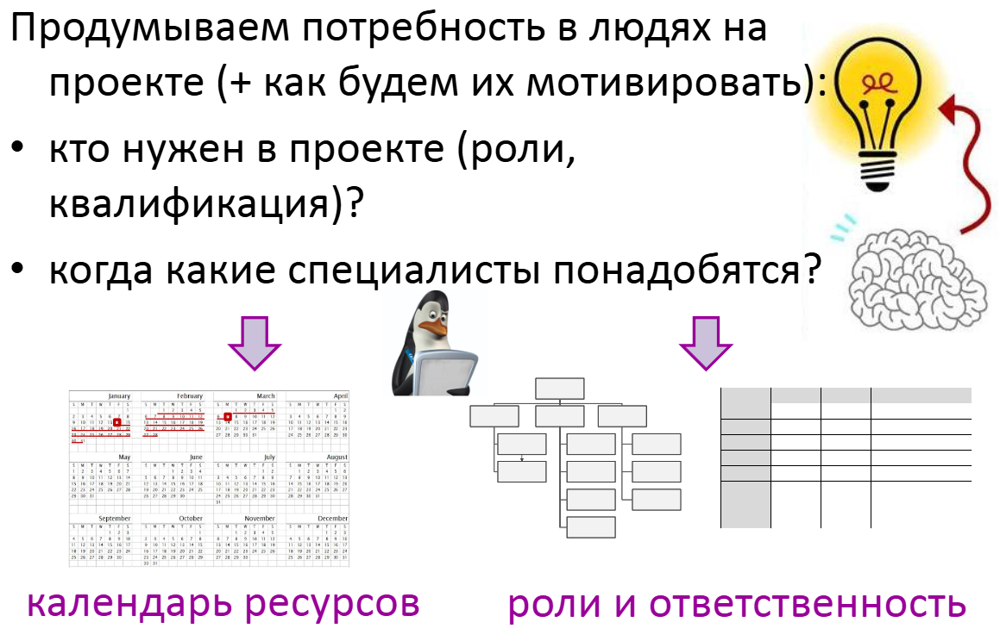 Продумываем потребность в людях на
проекте (+ как будем их мотивировать):
• кто нужен в проекте (роли,
квалификация)?
• когда какие специалисты понадобятся?
January February March April
May June July August
September October November December
календарь ресурсов
роли и ответственность